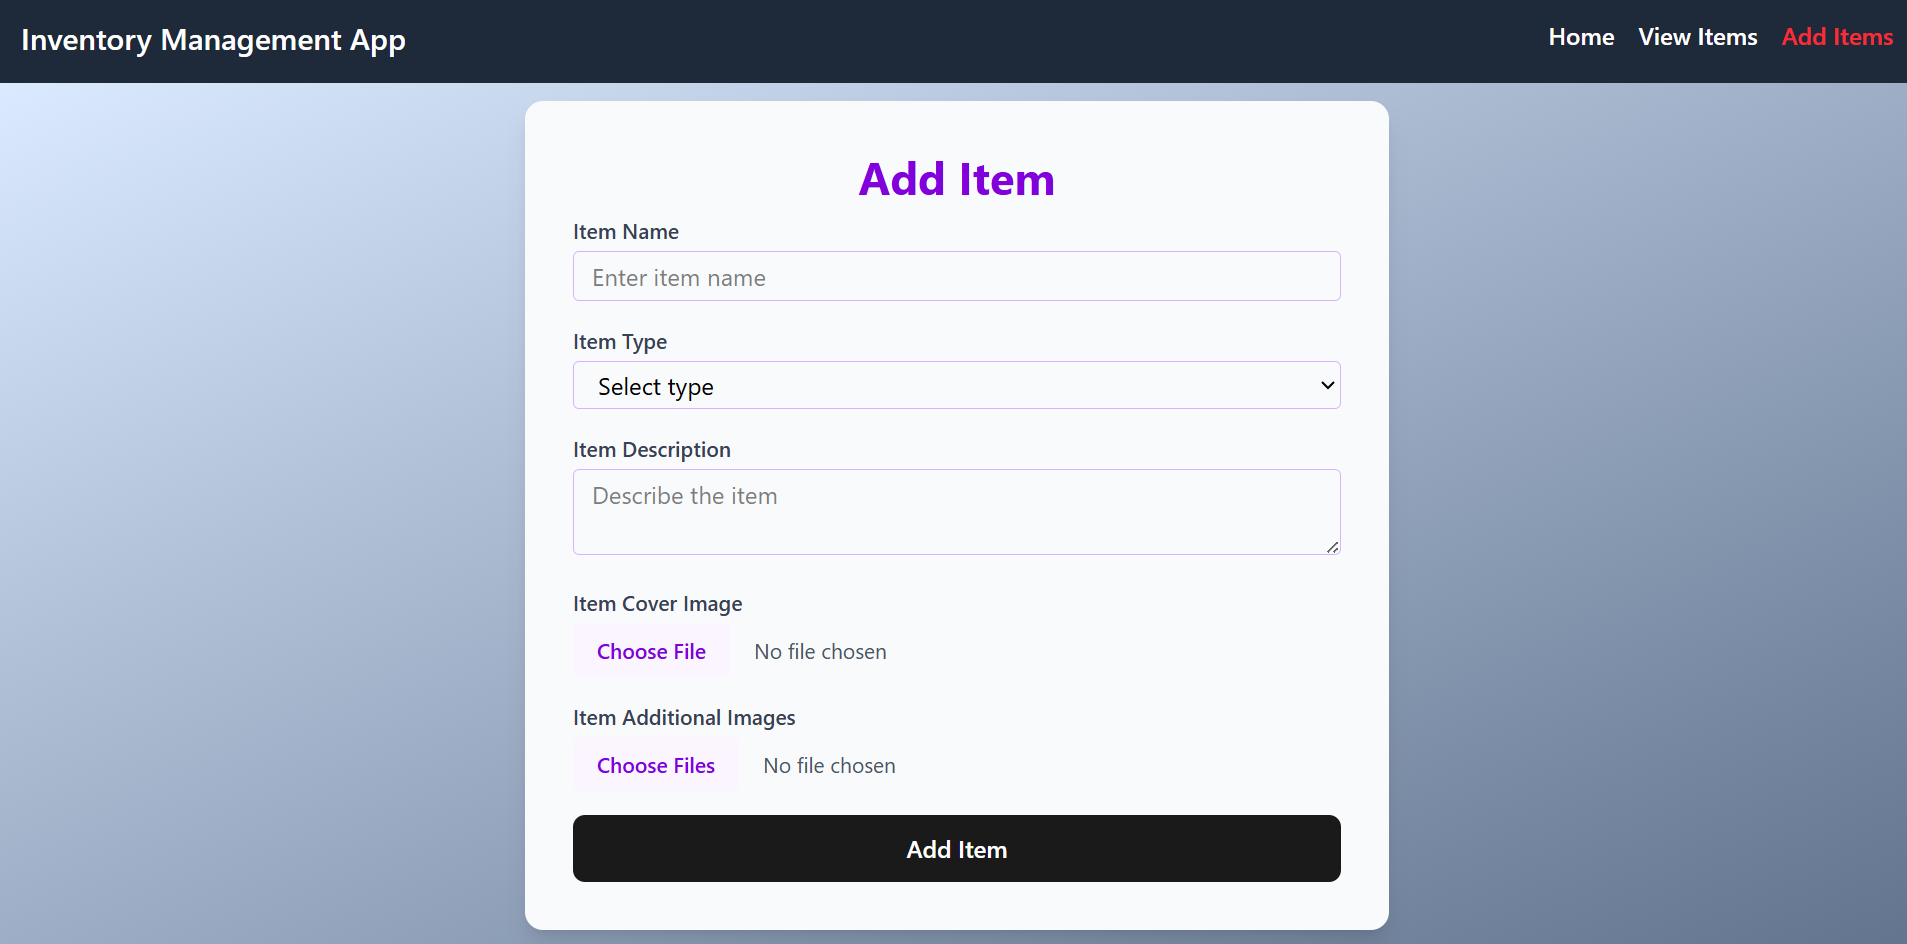 Inventory Management App
Home View Items Add Items
Add Item
Item Name
Enter item name
Item Type
Select type
Item Description
Describe the item
Item Cover Image
Choose File No file chosen
Item Additional Images
Choose Files No file chosen
Add Item